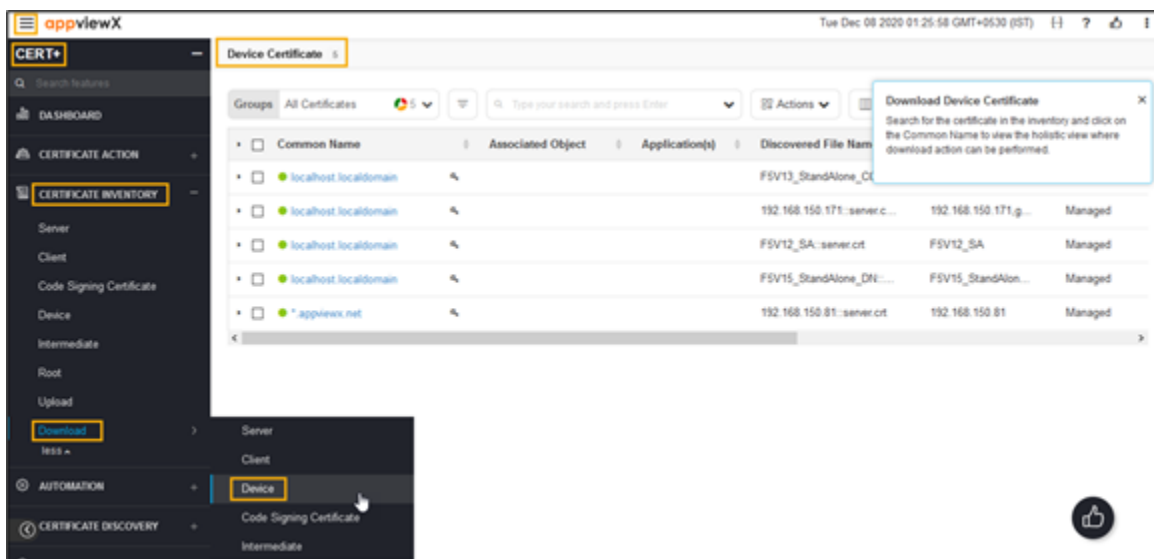 appviewX
Tue Dec 08 2020 01:25:58 GMT+0530 (IST)
?
CERT+
Device Certificate 5
Search features
Groups All Certificates 5
Type your search and press Enter
Actions
Download Device Certificate
Search for the certificate in the inventory and click on
the Common Name to view the holistic view where
download action can be performed.
DASHBOARD
CERTIFICATE ACTION
CERTIFICATE INVENTORY
Server
Client
Code Signing Certificate
Device
Intermediate
Root
Upload
Download
less
AUTOMATION
CERTIFICATE DISCOVERY
Common Name Associated Object Application(s) Discovered File Nam
localhost.localdomain F5V13_StandAlone_CO
localhost.localdomain 192.168.150.171::server.c... 192.168.150.171,g... Managed
localhost.localdomain F5V12_SA::server.crt F5V12_SA Managed
localhost.localdomain F5V15_StandAlone_DN::... F5V15_StandAlon... Managed
*.appviewx.net 192.168.150.81::server.crt 192.168.150.81 Managed
Server
Client
Device
Code Signing Certificate
Intermediate